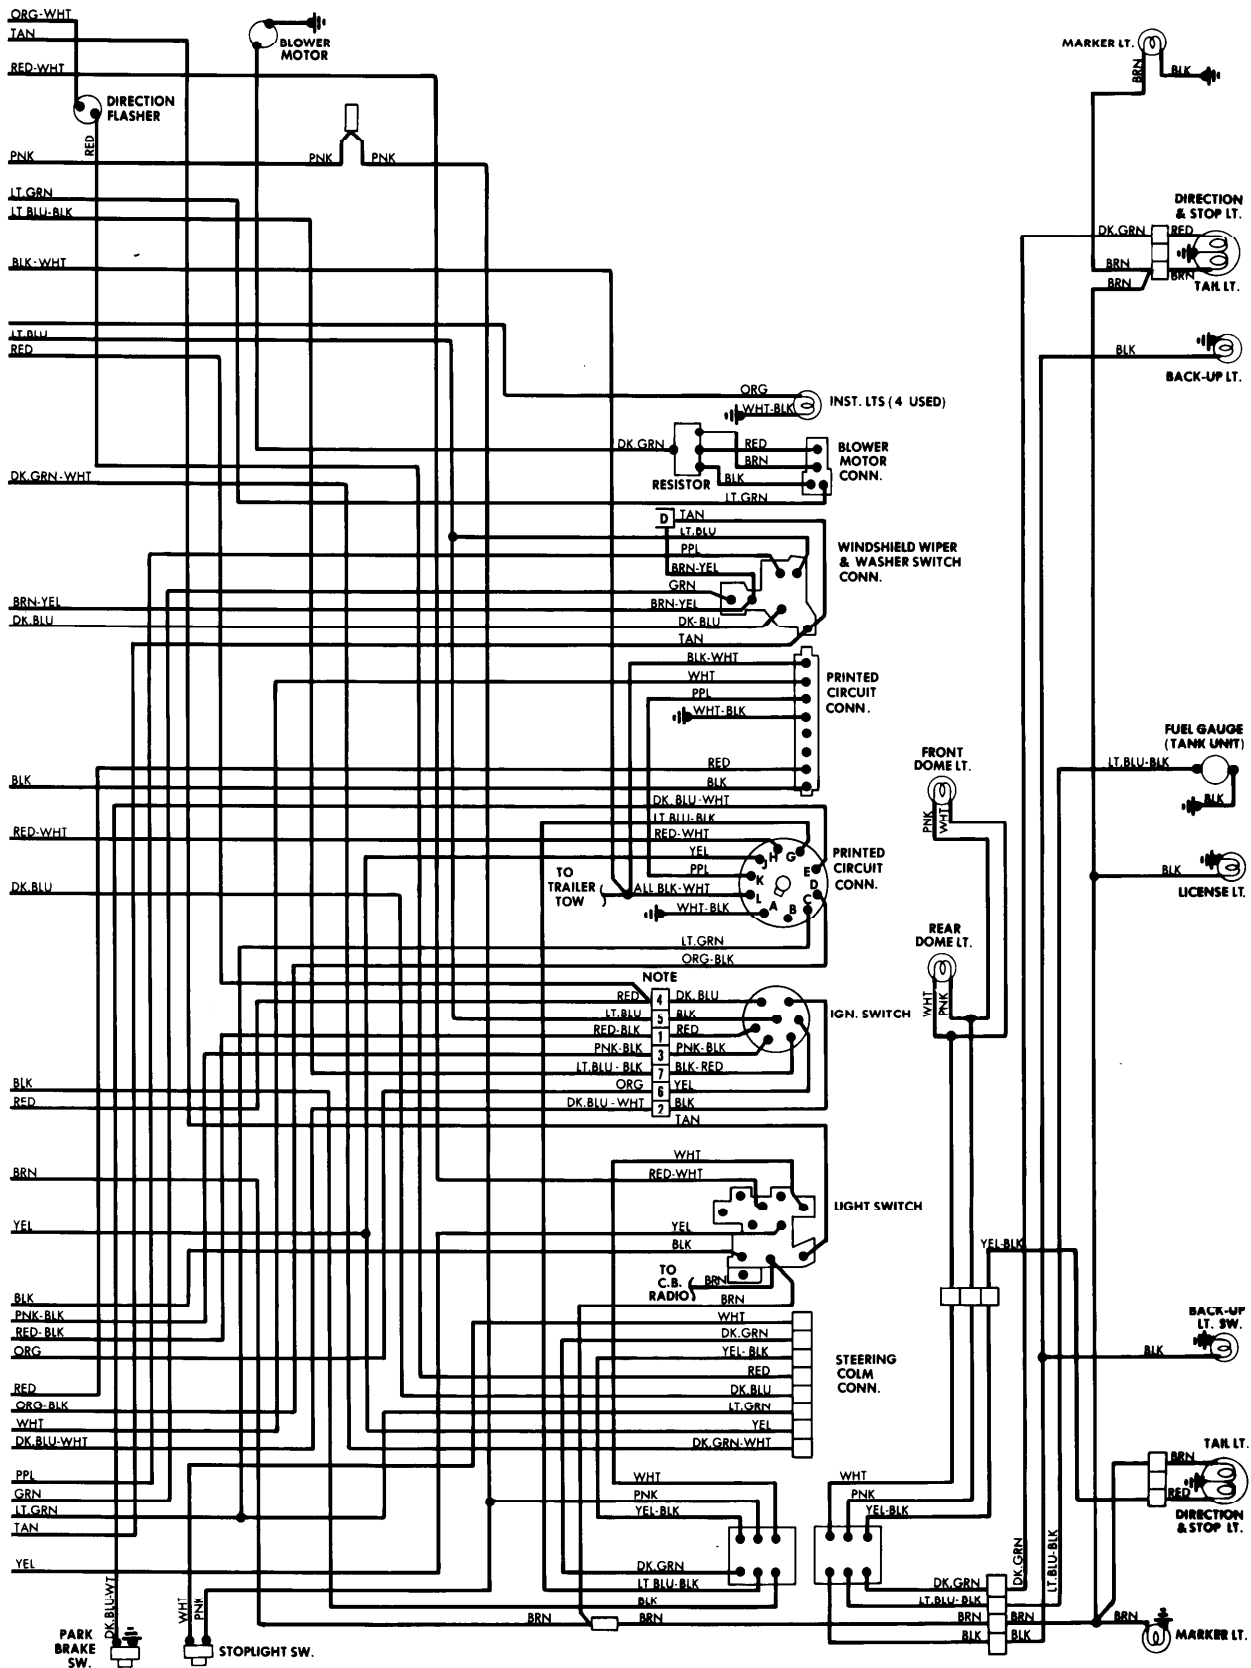 ORG-WHT
TAN
BLOWER
MOTOR
MARKER LT.
BRN
BLK
RED-WHT
DIRECTION
FLASHER
RED
PNK
PNK
PNK
LT.GRN
LT BLU-BLK
DIRECTION
& STOP LT.
DK.GRN
RED
BRN
BRN
BRN
TAIL LT.
BLK-WHT
LT.BLU
RED
BLK
BACK-UP LT.
ORG
WHT-BLK
INST. LTS ( 4 USED)
DK.GRN
RED
BRN
BLK
LT.GRN
RESISTOR
BLOWER
MOTOR
CONN.
DK.GRN-WHT
D
TAN
LT.BLU
PPL
BRN-YEL
GRN
BRN-YEL
DK-BLU
TAN
WINDSHIELD WIPER
& WASHER SWITCH
CONN.
BRN-YEL
DK.BLU
BLK-WHT
WHT
PPL
WHT-BLK
RED
BLK
PRINTED
CIRCUIT
CONN.
BLK
FRONT
DOME LT.
PNK
WHT
FUEL GAUGE
(TANK UNIT)
LT.BLU-BLK
BLK
DK. BLU-WHT
LT BLU-BLK
RED-WHT
YEL
PPL
ALL BLK-WHT
WHT-BLK
LT.GRN
ORG-BLK
TO
TRAILER
TOW
H
G
J
E
K
D
L
C
A
B
PRINTED
CIRCUIT
CONN.
RED-WHT
DK.BLU
BLK
LICENSE LT.
REAR
DOME LT.
WHT
PNK
NOTE
RED
4
DK.BLU
LT.BLU
5
BLK
RED-BLK
1
RED
PNK-BLK
3
PNK-BLK
LT.BLU - BLK
7
BLK-RED
ORG
6
YEL
DK.BLU - WHT
2
BLK
TAN
IGN. SWITCH
BLK
RED
WHT
RED-WHT
LIGHT SWITCH
YEL
BLK
BRN
YEL
TO
C.B.
RADIO
BRN
BRN
YEL-BLK
BLK
PNK-BLK
RED-BLK
ORG
WHT
DK.GRN
YEL-BLK
RED
DK.BLU
LT.GRN
YEL
DK.GRN-WHT
STEERING
COLM
CONN.
BACK-UP
LT. SW.
BLK
RED
ORG-BLK
WHT
DK.BLU-WHT
PPL
GRN
LT.GRN
TAN
YEL
WHT
PNK
YEL-BLK
DK.GRN
LT BLU-BLK
BLK
BRN
BRN
WHT
PNK
YEL-BLK
DK.GRN
LT.BLU-BLK
BRN
BLK
BRN
BLK
DK.GRN
LT.BLU-BLK
TAIL LT.
BRN
RED
DIRECTION
& STOP LT.
BRN
MARKER LT.
DK.BLU-WT
PARK
BRAKE
SW.
WHT
PNK
STOPLIGHT SW.